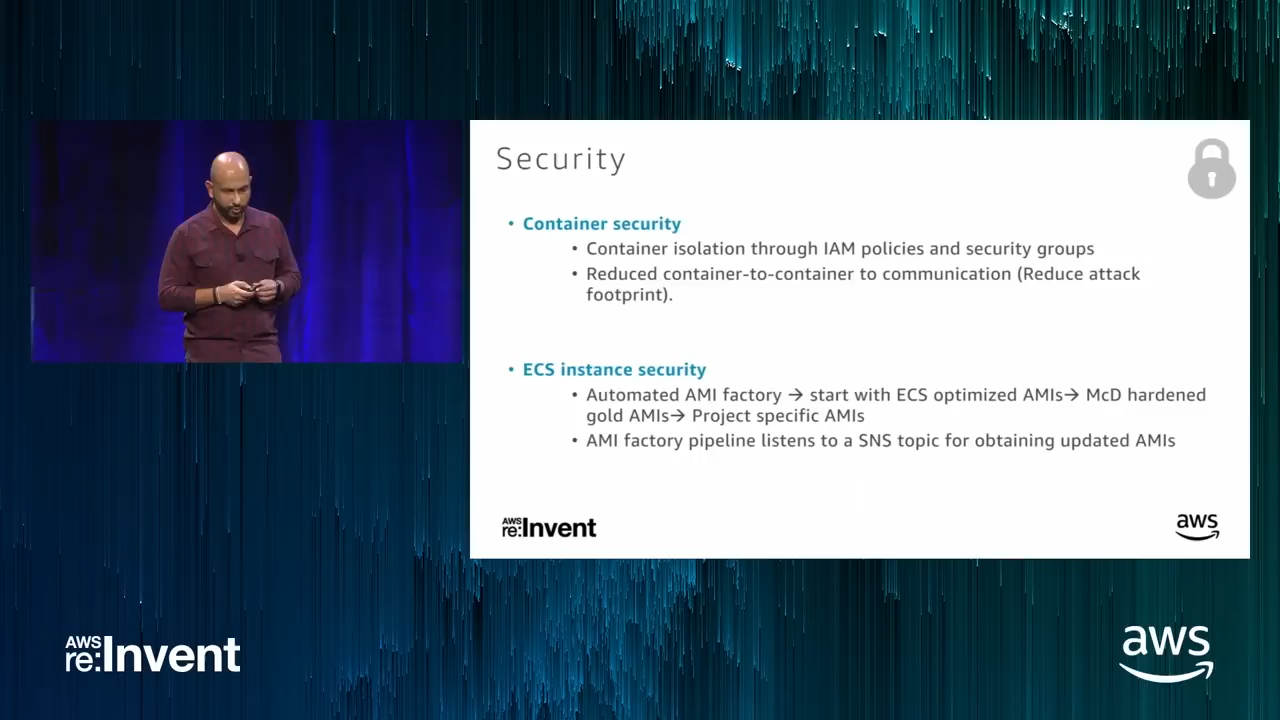 Security
• Container security
• Container isolation through IAM policies and security groups
• Reduced container-to-container to communication (Reduce attack
footprint).
• ECS instance security
• Automated AMI factory → start with ECS optimized AMIs→ McD hardened
gold AMIs→ Project specific AMIs
• AMI factory pipeline listens to a SNS topic for obtaining updated AMIs
AWS
re:Invent
aws
AWS
re:Invent
aws